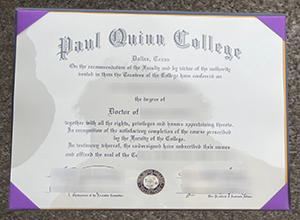 Paul Quinn College
Dallas, Texas
On the recommendation of the Faculty and by virtue of the authority
vested in them the Trustees of the College have conferred on
the degree of
Doctor of
together with all the rights, privileges and honors appertaining thereto.
In recognition of the satisfactory completion of the course prescribed
by the Faculty of the College.
In testimony whereof, the undersigned have subscribed their names
and affixed the seal of the Co